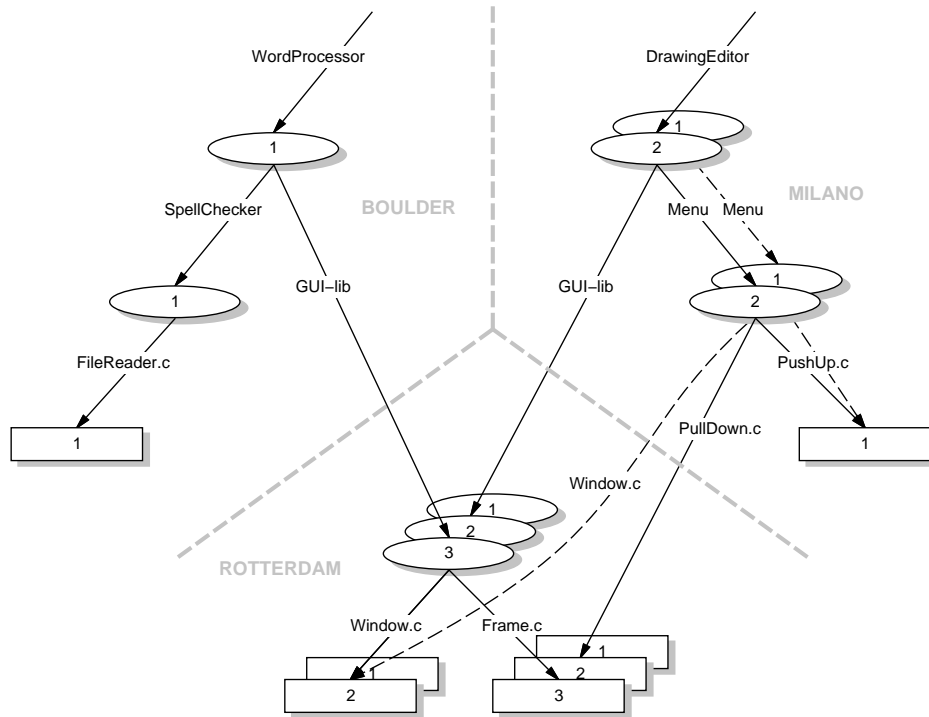 WordProcessor
DrawingEditor
1
1
2
SpellChecker
BOULDER
MILANO
Menu
Menu
GUI–lib
GUI–lib
1
1
2
FileReader.c
PushUp.c
PullDown.c
1
1
Window.c
1
2
3
ROTTERDAM
Window.c
Frame.c
1
1
2
2
3